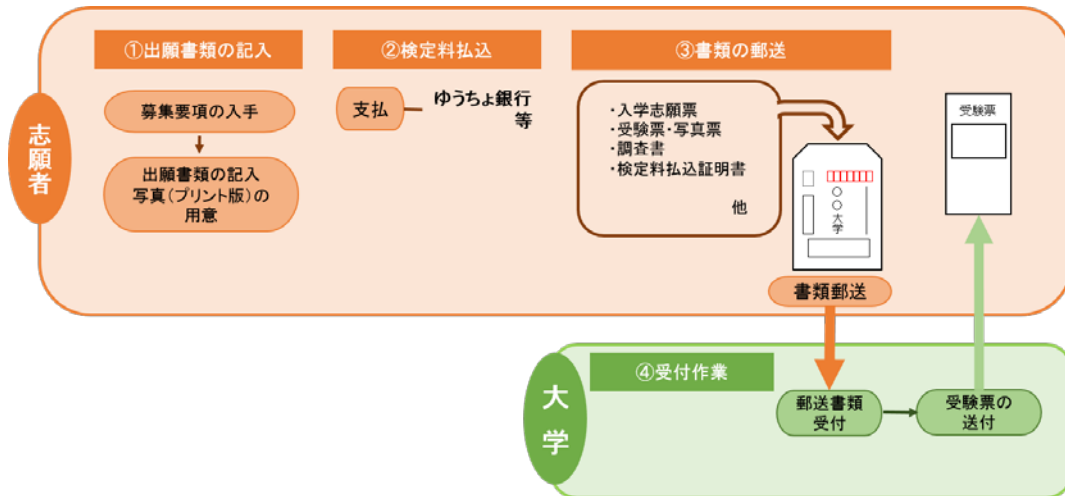 志願者
①出願書類の記入
募集要項の入手
出願書類の記入
写真(プリント版)の
用意
②検定料払込
支払
ゆうちょ銀行
等
③書類の郵送
・入学志願票
・受験票・写真票
・調査書
・検定料払込証明書
他
〇〇大学
書類郵送
受験票
大学
④受付作業
郵送書類
受付
受験票の
送付